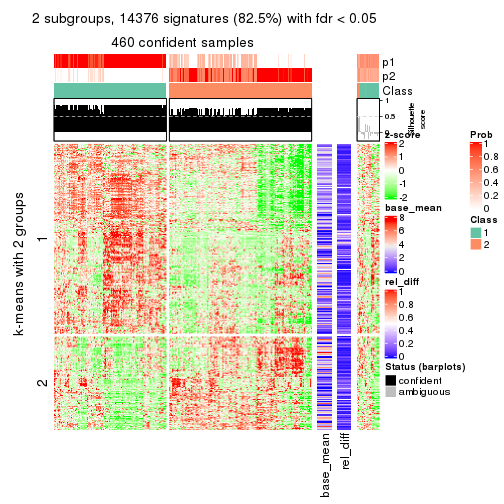 2 subgroups, 14376 signatures (82.5%) with fdr < 0.05
460 confident samples
p1
p2
Class
1
0.5
0
Silhouette
score
k-means with 2 groups
1
2
base_mean
rel_diff
z-score
2
1
0
-1
-2
base_mean
8
6
4
2
0
rel_diff
1
0.8
0.6
0.4
0.2
0
Status (barplots)
confident
ambiguous
Prob
1
0.8
0.6
0.4
0.2
0
Class
1
2